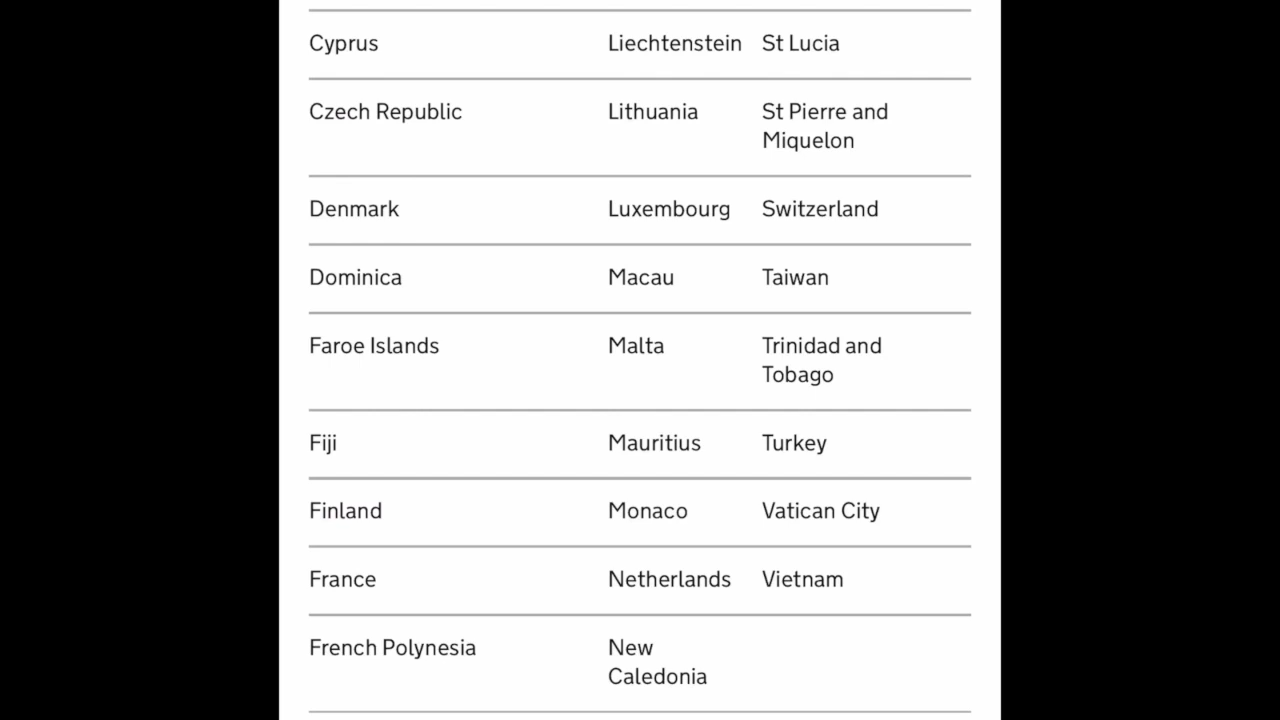 Cyprus Liechtenstein St Lucia
Czech Republic Lithuania St Pierre and
Miquelon
Denmark Luxembourg Switzerland
Dominica Macau Taiwan
Faroe Islands Malta Trinidad and
Tobago
Fiji Mauritius Turkey
Finland Monaco Vatican City
France Netherlands Vietnam
French Polynesia New
Caledonia